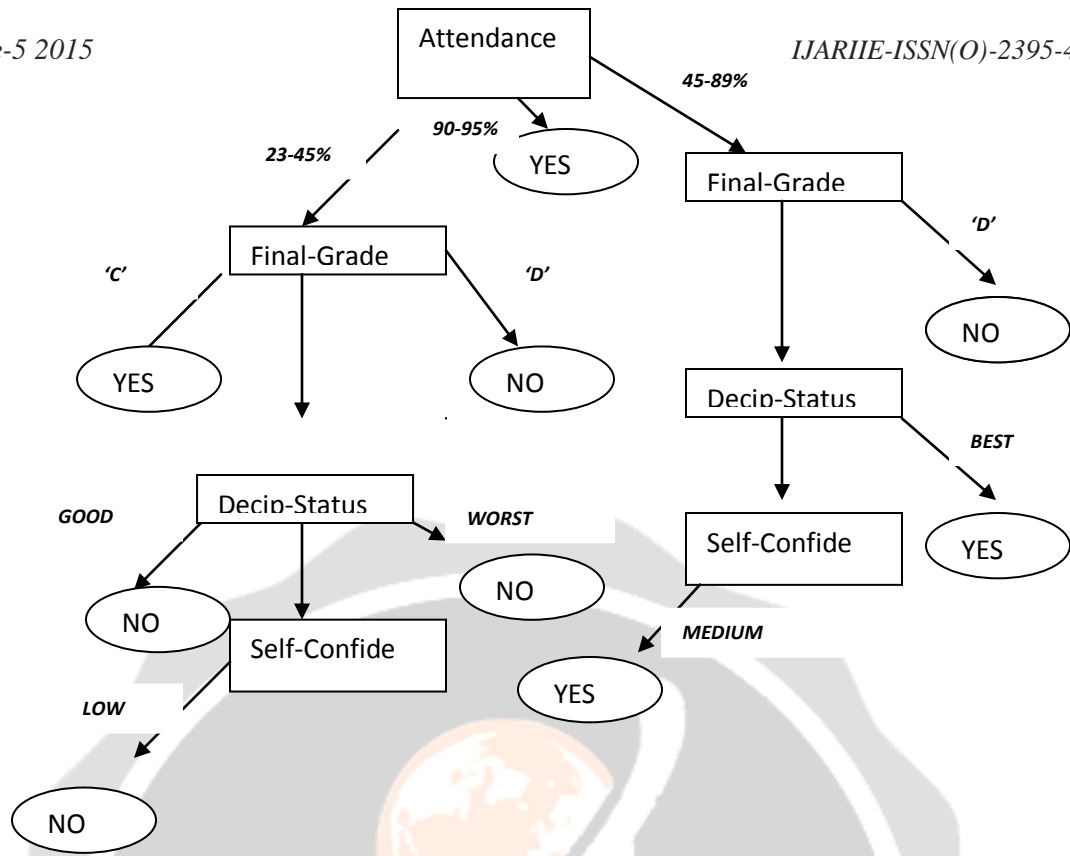 Attendance
e-5 2015
IJARIIE-ISSN(O)-2395-4
45-89%
90-95%
23-45%
YES
Final-Grade
‘D’
Final-Grade
‘C’
‘D’
NO
YES
NO
Decip-Status
BEST
Decip-Status
GOOD
WORST
Self-Confide
YES
NO
NO
MEDIUM
Self-Confide
YES
LOW
NO